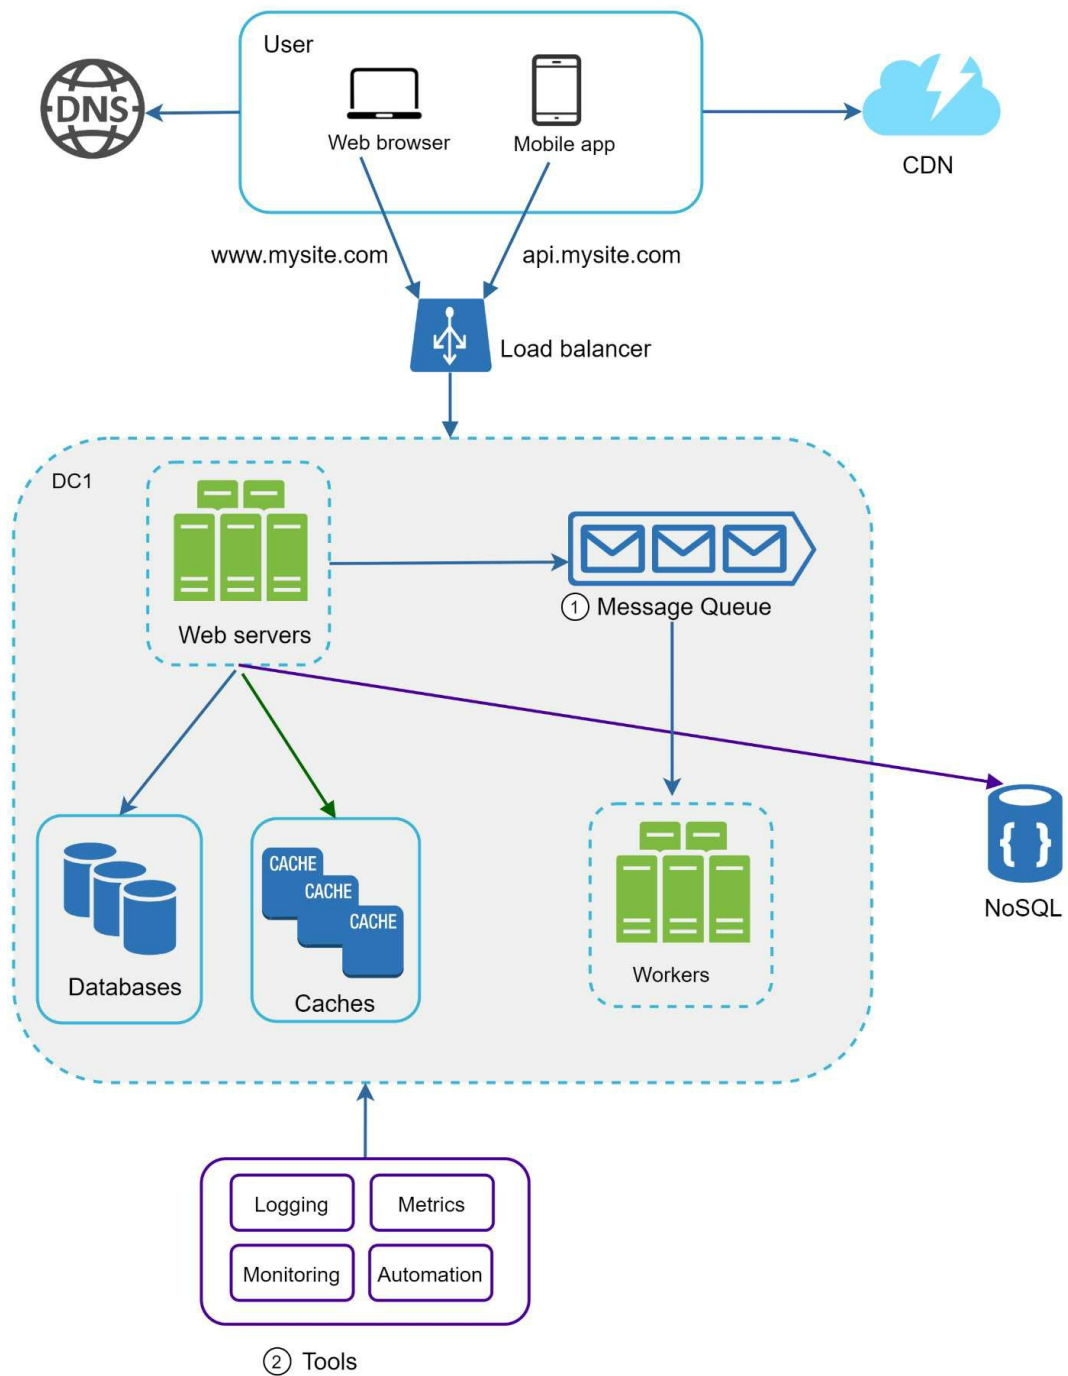 User
DNS
Web browser
Mobile app
CDN
www.mysite.com
api.mysite.com
Load balancer
DC1
Web servers
1 Message Queue
CACHE
CACHE
CACHE
Databases
Caches
Workers
{ }
NoSQL
Logging
Metrics
Monitoring
Automation
2 Tools